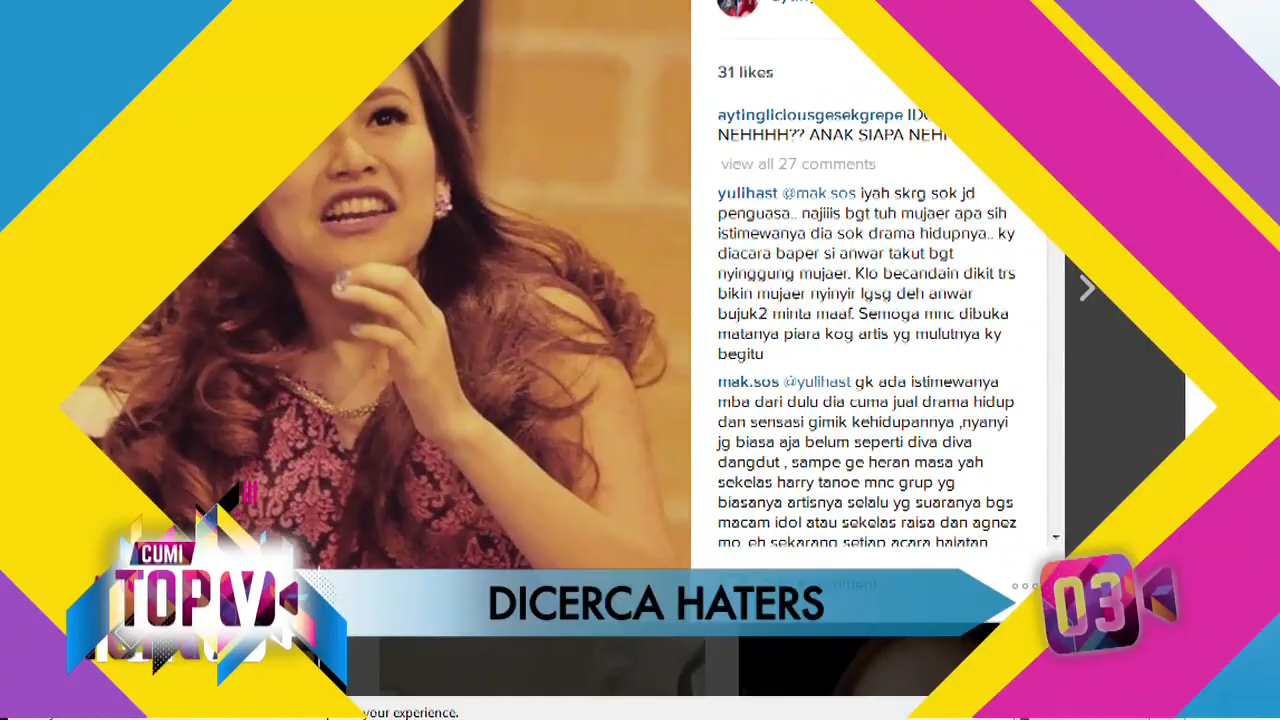 31 likes
aytingliciousgesekgrepe
NEHHHH?? ANAK SIAPA NEH
view all 27 comments
yulihast @mak.sos iyah skrg sok jd
penguasa.. najiiis bgt tuh mujaer apa sih
istimewanya dia sok drama hidupnya.. ky
diacara baper si anwar takut bgt
nyinggung mujaer. Klo becandain dikit trs
bikin mujaer nyinyir lgsg deh anwar
bujuk2 minta maaf. Semoga mnc dibuka
matanya piara kog artis yg mulutnya ky
begitu
mak.sos @yulihast gk ada istimewanya
mba dari dulu dia cuma jual drama hidup
dan sensasi gimik kehidupannya ,nyanyi
jg biasa aja belum seperti diva diva
dangdut , sampe ge heran masa yah
sekelas harry tanoe mnc grup yg
biasanya artisnya selalu yg suaranya bgs
macam idol atau sekelas raisa dan agnez
mo eh sekarang setiap acara hajatan
CUMI
TOP V
DICERCA HATERS
03
your experience.